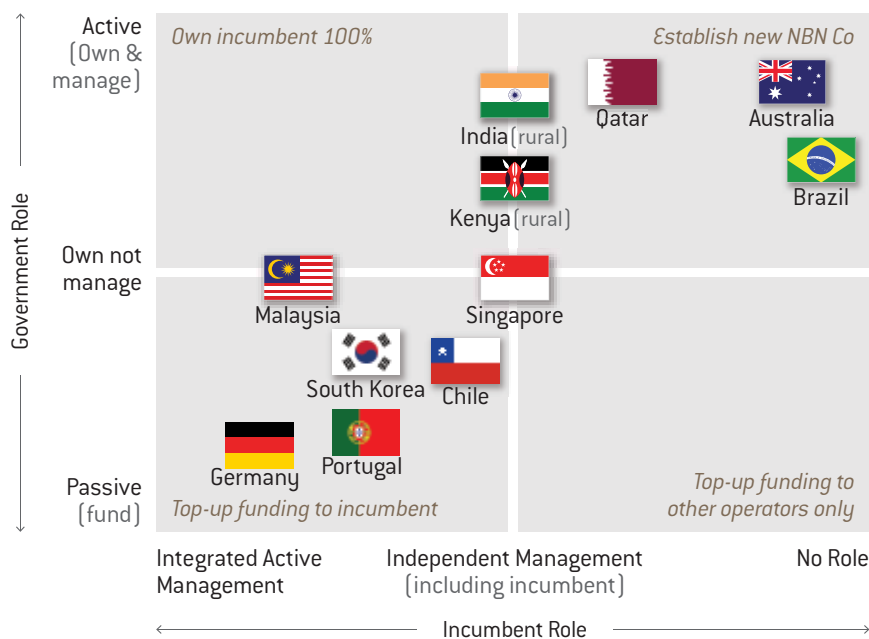 Active
(Own &
manage)
Own incumbent 100%
Establish new NBN Co
India (rural)
Qatar
Australia
Kenya (rural)
Brazil
Government Role
Own not
manage
Malaysia
Singapore
South Korea
Chile
Germany
Portugal
Passive
(fund)
Top-up funding to incumbent
Top-up funding to
other operators only
Integrated Active
Management
Independent Management
(including incumbent)
No Role
Incumbent Role